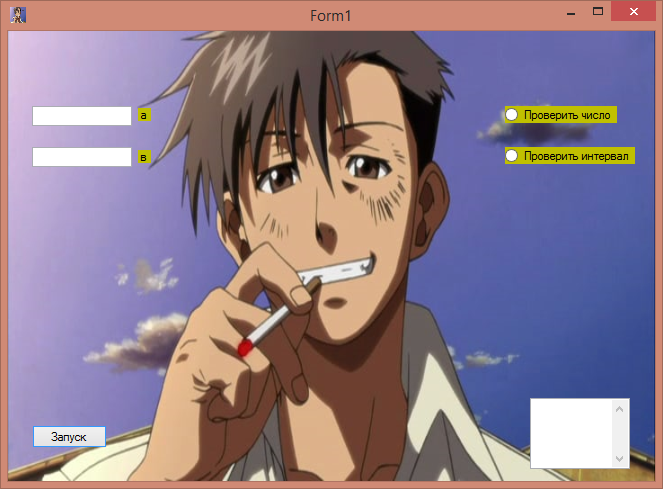 Form1
а
Проверить число
в
Проверить интервал
Запуск